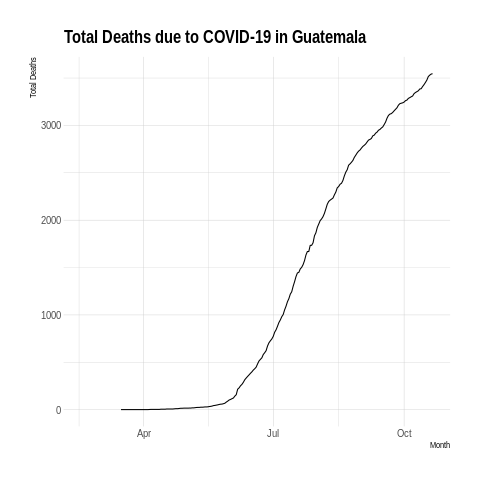 Total Deaths due to COVID-19 in Guatemala
Total Deaths
3000
2000
1000
0
Apr
Jul
Oct
Month